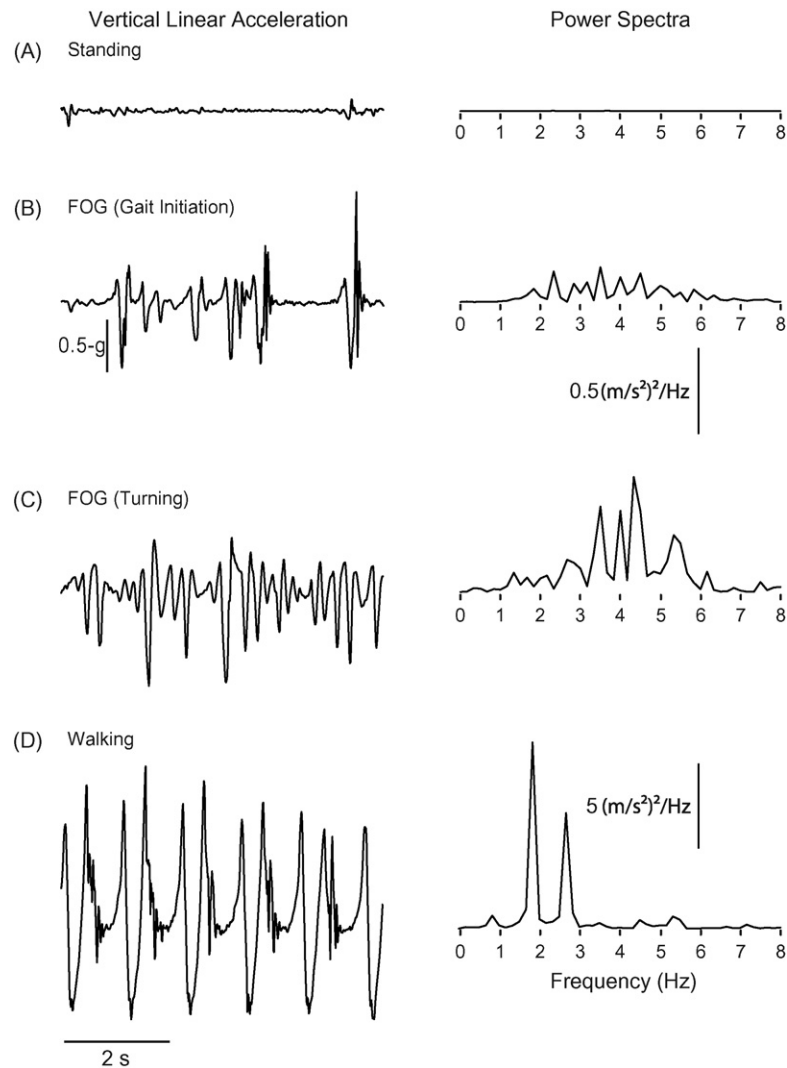 Vertical Linear Acceleration
Power Spectra
(A) Standing
0 1 2 3 4 5 6 7 8
(B) FOG (Gait Initiation)
0.5-g
0 1 2 3 4 5 6 7 8
0.5(m/s²)²/Hz
(C) FOG (Turning)
0 1 2 3 4 5 6 7 8
(D) Walking
5 (m/s²)²/Hz
0 1 2 3 4 5 6 7 8
Frequency (Hz)
2 s